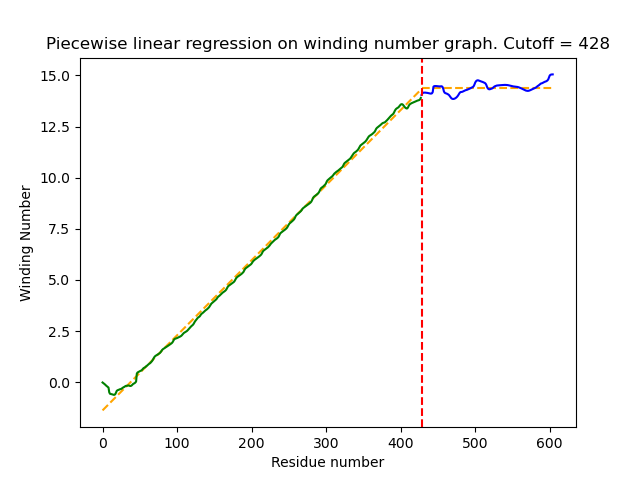 Piecewise linear regression on winding number graph. Cutoff = 428
15.0
12.5
10.0
7.5
5.0
2.5
0.0
Winding Number
0 100 200 300 400 500 600
Residue number